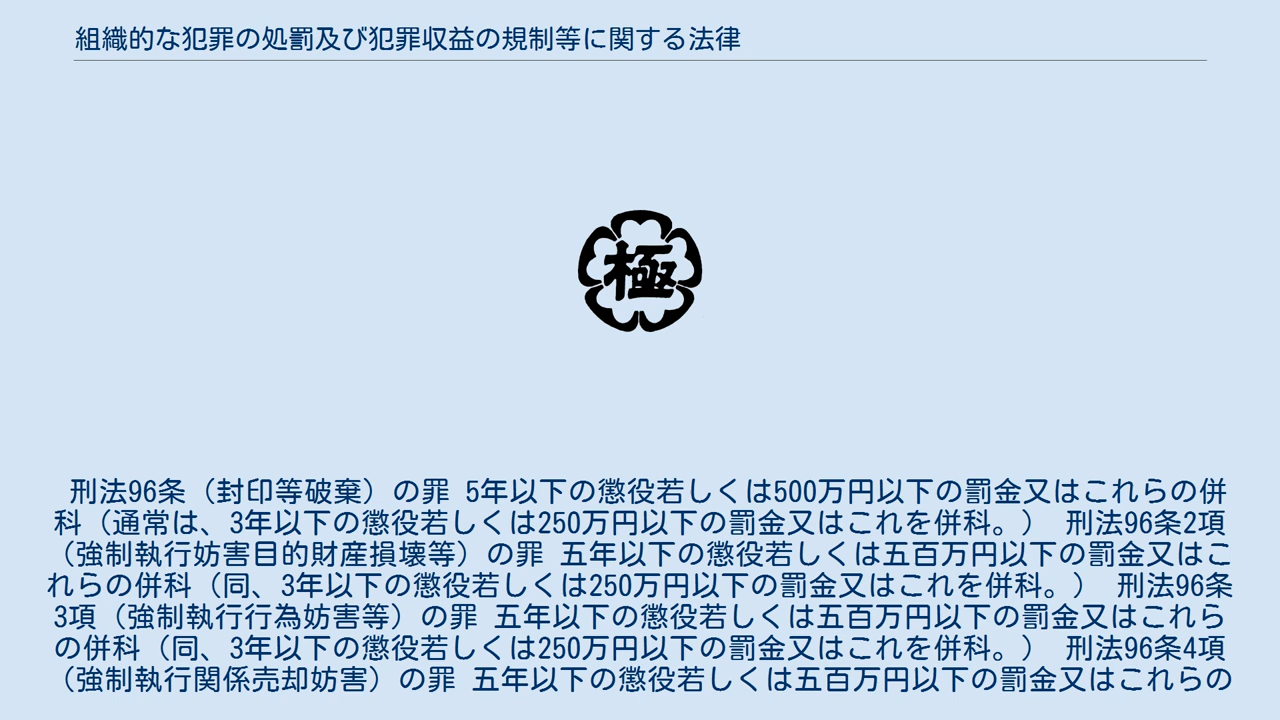 組織的な犯罪の処罰及び犯罪収益の規制等に関する法律
極
刑法96条（封印等破棄）の罪 5年以下の懲役若しくは500万円以下の罰金又はこれらの併
科（通常は、3年以下の懲役若しくは250万円以下の罰金又はこれを併科。） 刑法96条2項
（強制執行妨害目的財産損壊等）の罪 五年以下の懲役若しくは五百万円以下の罰金又はこ
れらの併科（同、3年以下の懲役若しくは250万円以下の罰金又はこれを併科。） 刑法96条
3項（強制執行行為妨害等）の罪 五年以下の懲役若しくは五百万円以下の罰金又はこれら
の併科（同、3年以下の懲役若しくは250万円以下の罰金又はこれを併科。） 刑法96条4項
（強制執行関係売却妨害）の罪 五年以下の懲役若しくは五百万円以下の罰金又はこれらの